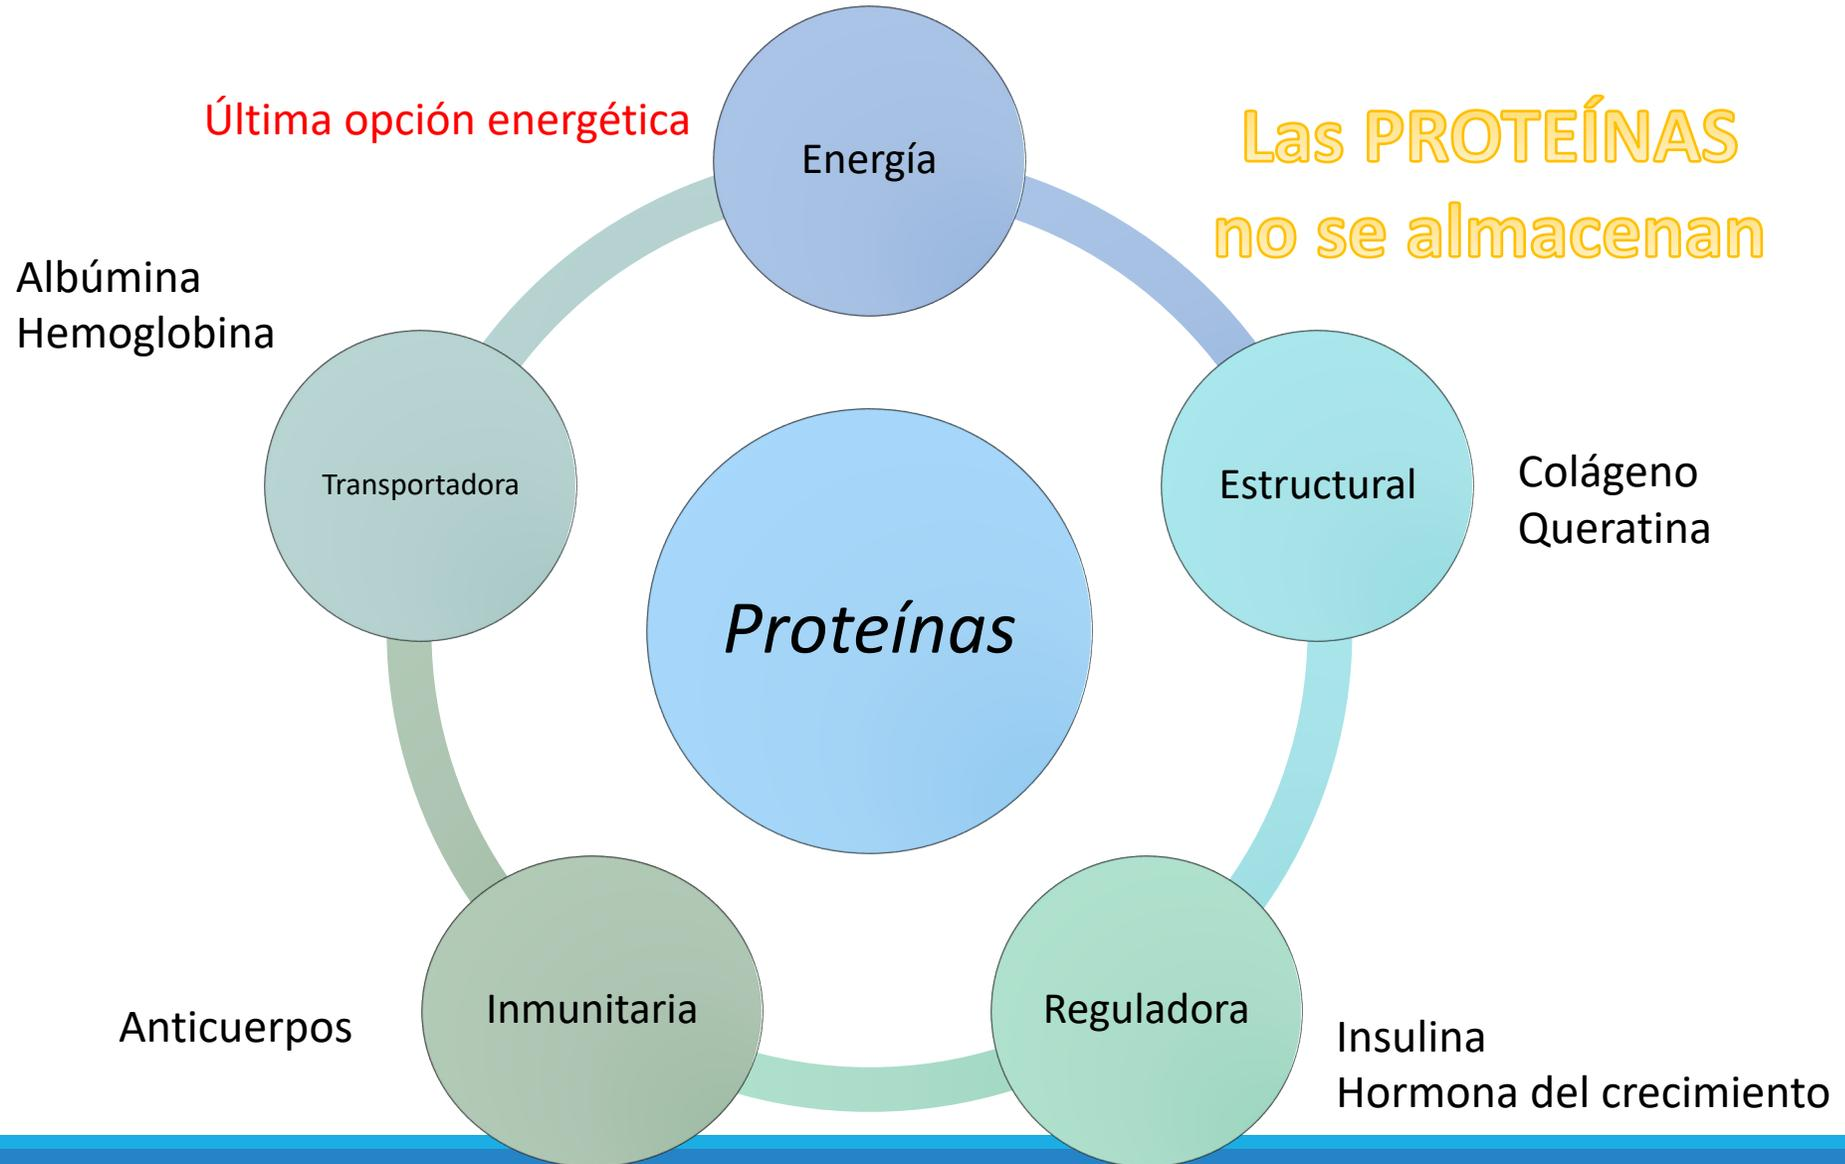 Última opción energética
Energía
Las PROTEÍNAS
no se almacenan
Albúmina
Hemoglobina
Transportadora
Estructural
Colágeno
Queratina
Proteínas
Anticuerpos
Inmunitaria
Reguladora
Insulina
Hormona del crecimiento